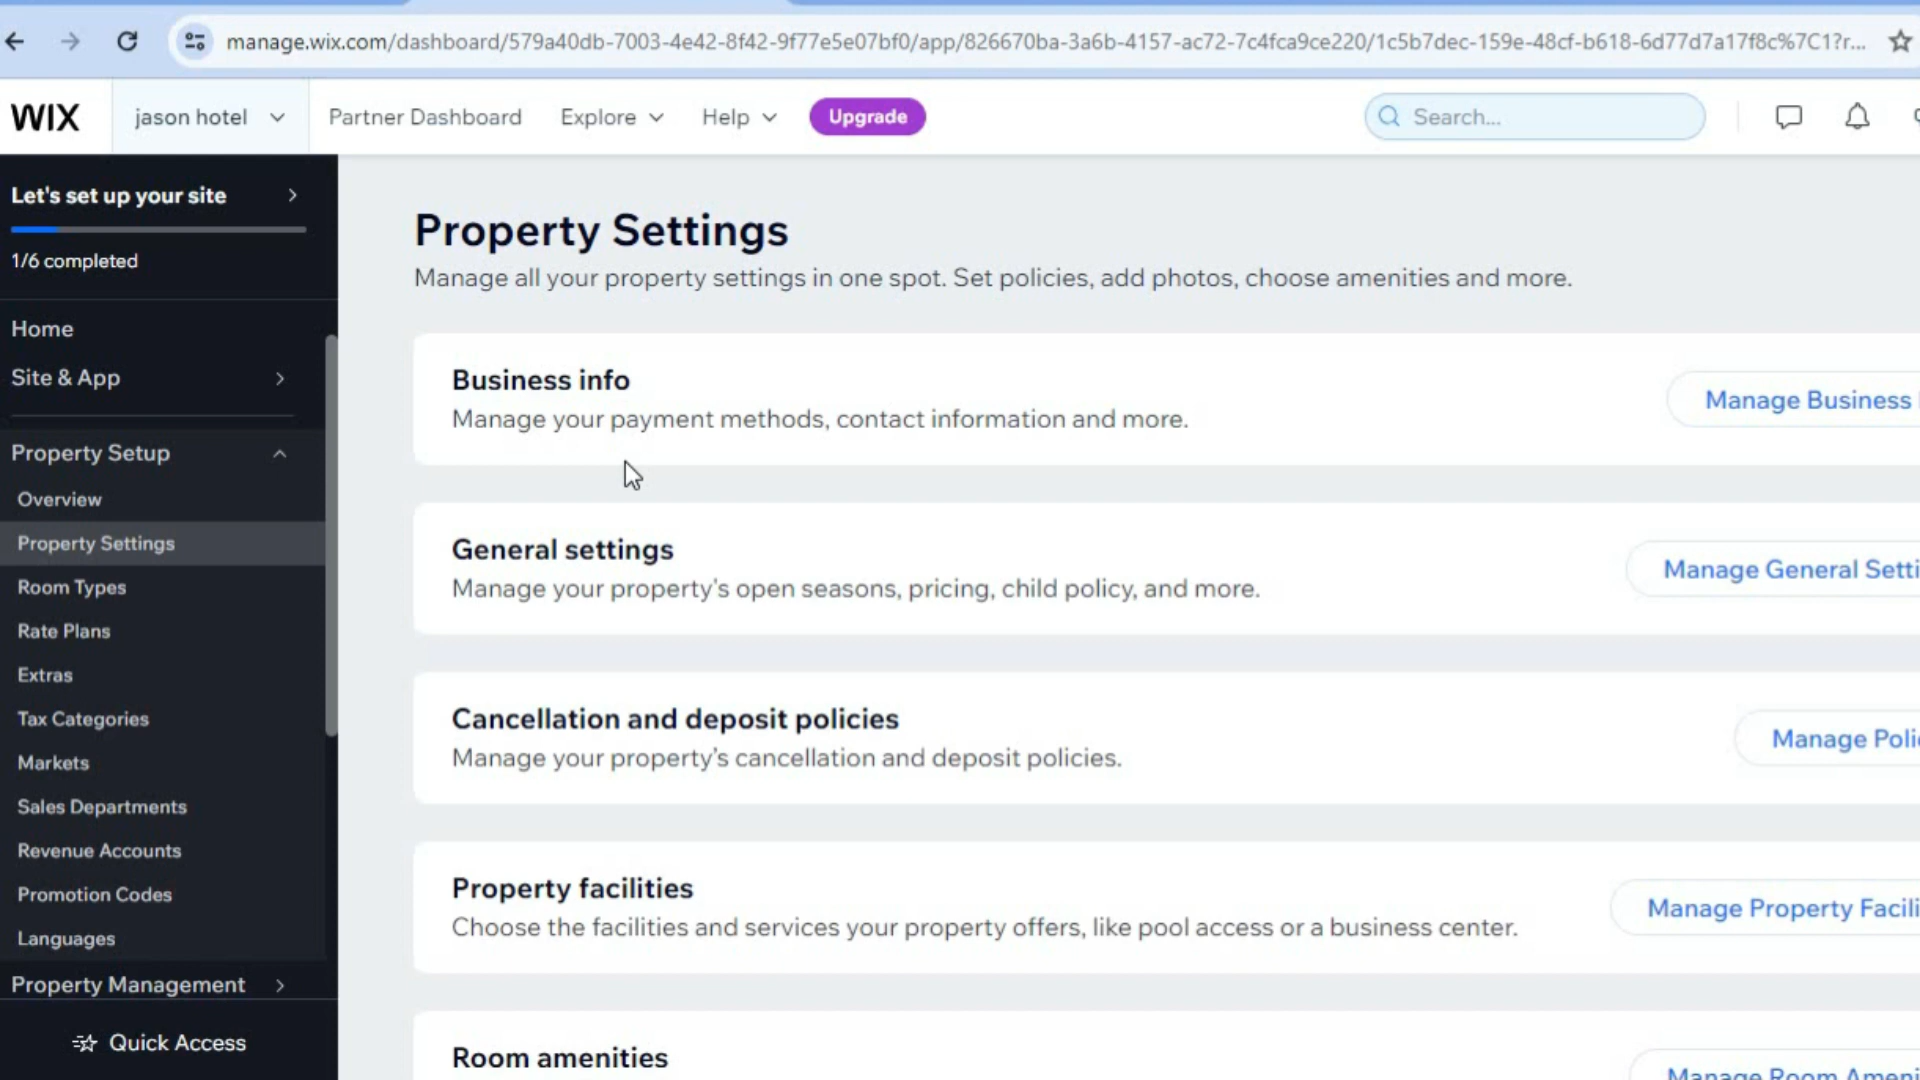 manage.wix.com/dashboard/579a40db-7003-4e42-8f42-9f77e5e07bf0/app/826670ba-3a6b-4157-ac72-7c4fca9ce220/1c5b7dec-159e-48cf-b618-6d77d7a17f8c%7C1?r...
WIX
jason hotel
Partner Dashboard
Explore
Help
Upgrade
Search...
Let's set up your site
1/6 completed
Home
Site & App
Property Setup
Overview
Property Settings
Room Types
Rate Plans
Extras
Tax Categories
Markets
Sales Departments
Revenue Accounts
Promotion Codes
Languages
Property Management
Quick Access
Property Settings
Manage all your property settings in one spot. Set policies, add photos, choose amenities and more.
Business info
Manage your payment methods, contact information and more.
Manage Business
General settings
Manage your property's open seasons, pricing, child policy, and more.
Manage General Setti
Cancellation and deposit policies
Manage your property's cancellation and deposit policies.
Manage Poli
Property facilities
Choose the facilities and services your property offers, like pool access or a business center.
Manage Property Facili
Room amenities
Manage Room Ameni